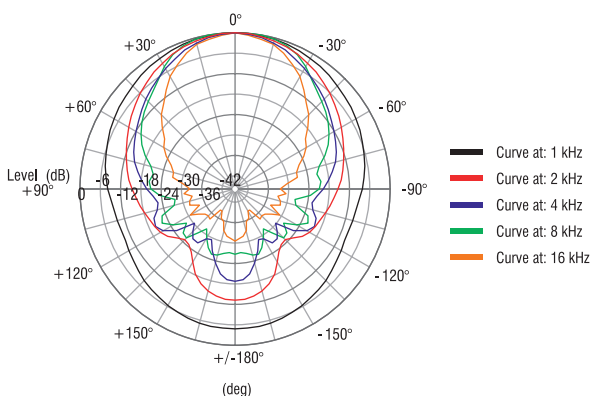 0°
+30°
-30°
+60°
-60°
Level (dB)
-6 -18 -30 -42
+90°
0 -12 -24 -36
-90°
+120°
-120°
+150°
-150°
+/-180°
(deg)
Curve at: 1 kHz
Curve at: 2 kHz
Curve at: 4 kHz
Curve at: 8 kHz
Curve at: 16 kHz